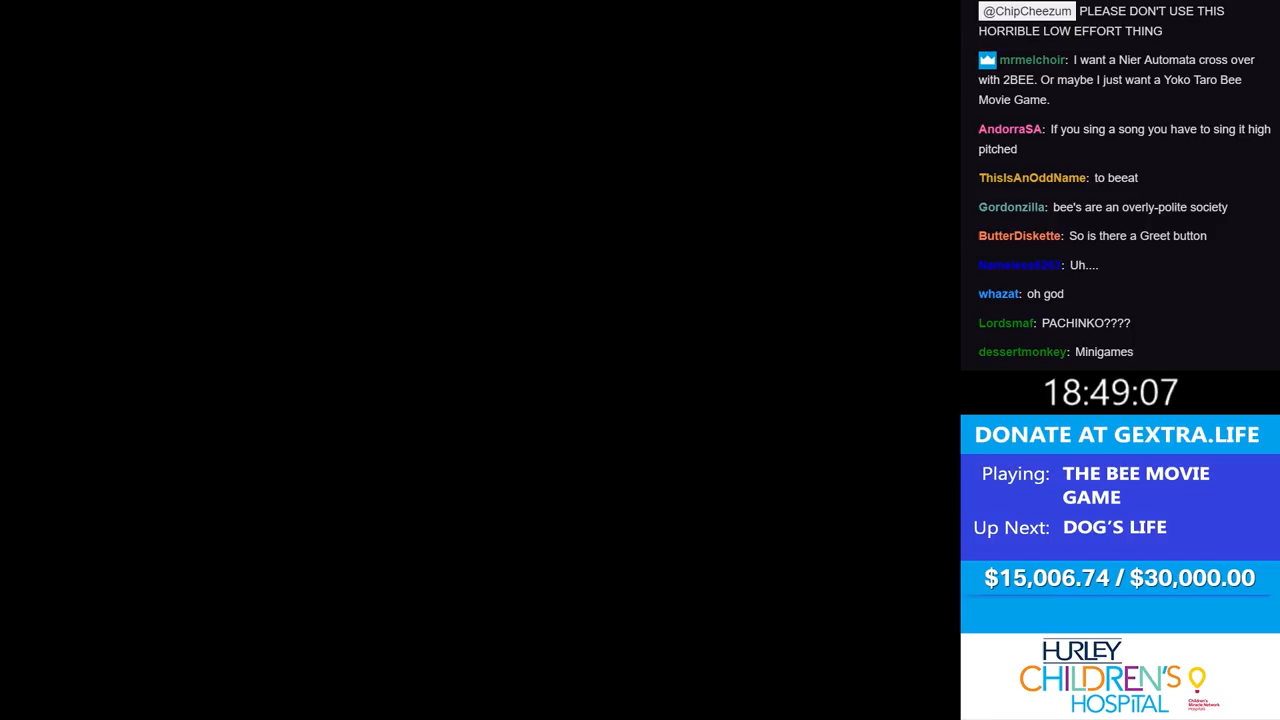 @ChipCheezum PLEASE DON'T USE THIS
HORRIBLE LOW EFFORT THING
mrmelchoir: I want a Nier Automata cross over
with 2BEE. Or maybe I just want a Yoko Taro Bee
Movie Game.
AndorraSA: If you sing a song you have to sing it high
pitched
ThisIsAnOddName: to beeat
Gordonzilla: bee's are an overly-polite society
ButterDiskette: So is there a Greet button
: Uh....
whazat: oh god
Lordsmaf: PACHINKO????
dessertmonkey: Minigames
18:49:07
DONATE AT GEXTRA.LIFE
Playing: THE BEE MOVIE
GAME
Up Next: DOG'S LIFE
$15,006.74 / $30,000.00
HURLEY
CHILDREN'S
HOSPITAL
Children's
Miracle Network
Hospitals